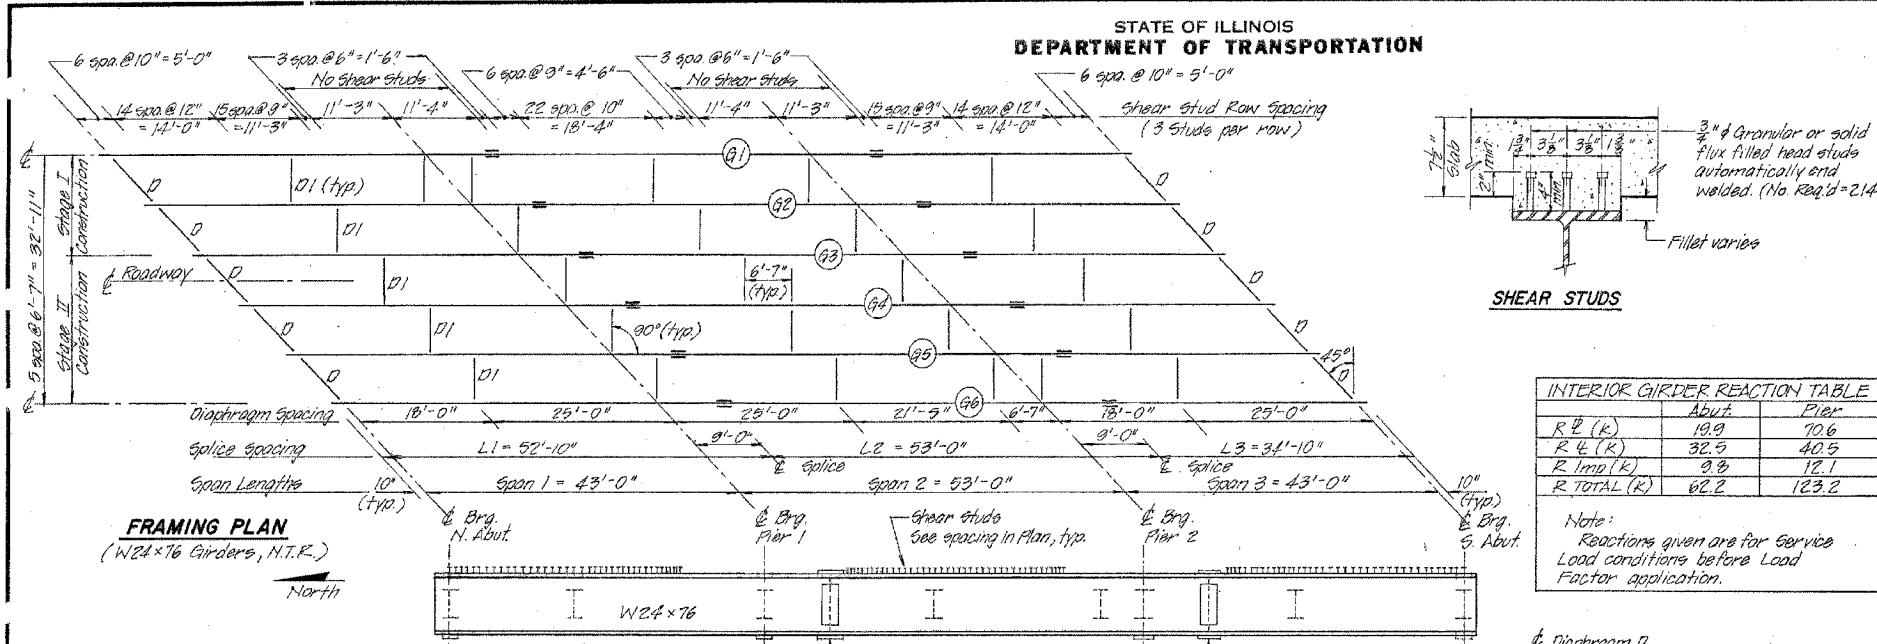 STATE OF ILLINOIS
DEPARTMENT OF TRANSPORTATION
6 spa. @ 10" = 5'-0"
3 spa. @ 6" = 1'-6"
No Shear Studs
6 spa. @ 9" = 4'-6"
3 spa. @ 6" = 1'-6"
No Shear Studs
6 spa. @ 10" = 5'-0"
14 spa. @ 12"
= 14'-0"
15 spa. @ 9"
= 11'-3"
11'-3"
11'-4"
22 spa. @ 10"
= 18'-4"
11'-4"
11'-3"
15 spa. @ 9"
= 11'-3"
14 spa. @ 12"
= 14'-0"
Shear Stud Row Spacing
(3 Studs per row)
G1
G2
G3
G4
G5
G6
D1 (typ.)
D1
D1
D1
D1
D
D
D
D
D
D
D
D
D
D
℄ Roadway
6'-7"
(typ.)
90° (typ.)
45°
℄
℄
5 spa. @ 6'-7" = 32'-11"
Stage I
Construction
Stage II
Construction
Diaphragm Spacing
18'-0"
25'-0"
25'-0"
21'-5"
6'-7"
18'-0"
25'-0"
Splice Spacing
L1 = 52'-10"
9'-0"
℄ Splice
L2 = 53'-0"
9'-0"
℄ Splice
L3 = 34'-10"
Span Lengths
10"
(typ.)
Span 1 = 43'-0"
Span 2 = 53'-0"
Span 3 = 43'-0"
10"
(typ.)
℄ Brg.
N. Abut.
℄ Brg.
Pier 1
℄ Brg.
Pier 2
℄ Brg.
S. Abut.
FRAMING PLAN
(W24×76 Girders, N.T.R.)
North
Shear Studs
See spacing in Plan, typ.
W24×76
7½"
Slab
2"
min.
4"
min
1¾"
3⅛"
3⅛"
1¾"
¾" ϕ Granular or solid
flux filled head studs
automatically end
welded. (No. Req'd = 214
Fillet varies
SHEAR STUDS
INTERIOR GIRDER REACTION TABLE
Abut. Pier
R ℄ (K) 19.9 70.6
R ℄ (K) 32.5 40.5
R Imp (K) 9.8 12.1
R TOTAL (K) 62.2 123.2
Note:
Reactions given are for Service
Load conditions before Load
Factor application.
℄ Diaphragm D